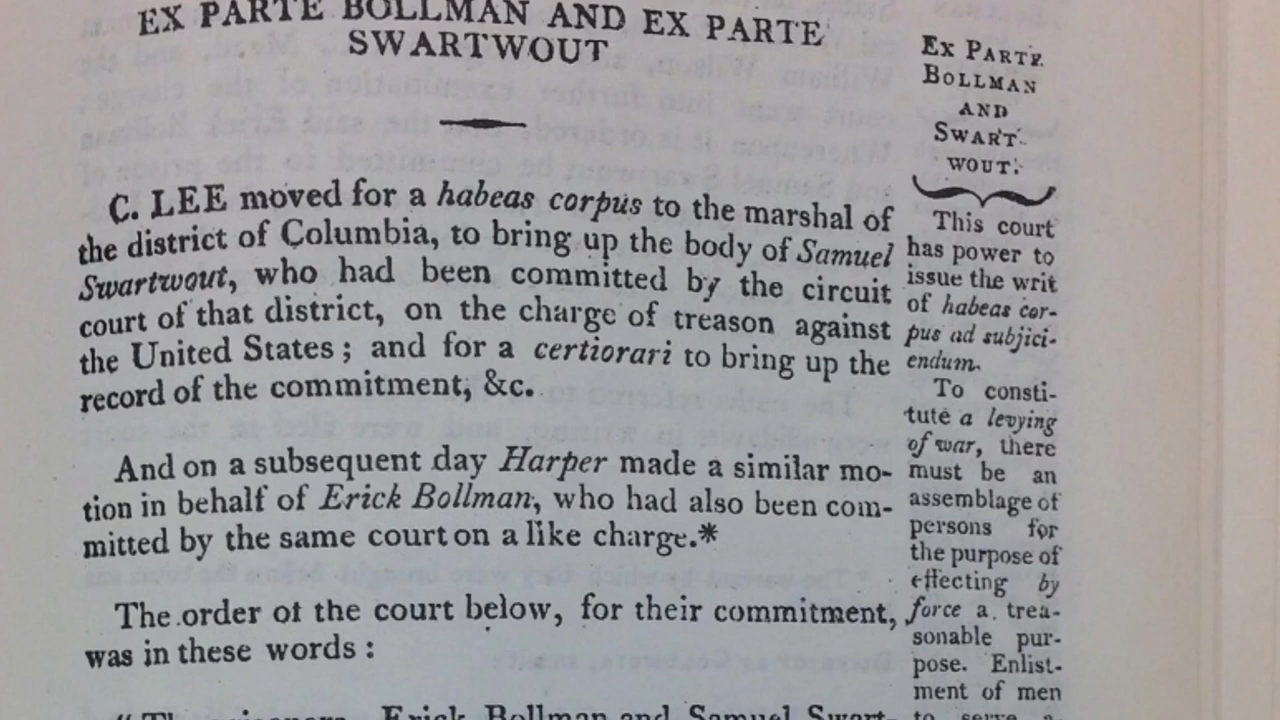 EX PARTE BOLLMAN AND EX PARTE
SWARTWOUT
C. LEE moved for a habeas corpus to the marshal of
the district of Columbia, to bring up the body of Samuel
Swartwout, who had been committed by the circuit
court of that district, on the charge of treason against
the United States; and for a certiorari to bring up the
record of the commitment, &c.
And on a subsequent day Harper made a similar mo-
tion in behalf of Erick Bollman, who had also been com-
mitted by the same court on a like charge.*
The order of the court below, for their commitment,
was in these words:
Erick Bollman and Samuel Swart-
EX PARTE
BOLLMAN
AND
SWART-
WOUT.
This court
has power to
issue the writ
of habeas cor-
pus ad subjici-
endum.
To consti-
tute a levying
of war, there
must be an
assemblage of
persons for
the purpose of
effecting by
force a trea-
sonable pur-
pose. Enlist-
ment of men
to serve a-